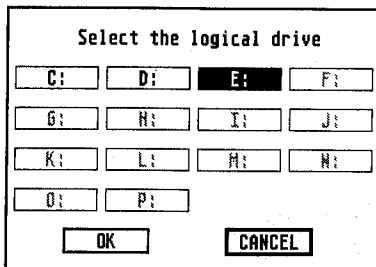 Select the logical drive
C: D: E: F:
G: H: I: J:
K: L: M: N:
O: P:
OK CANCEL